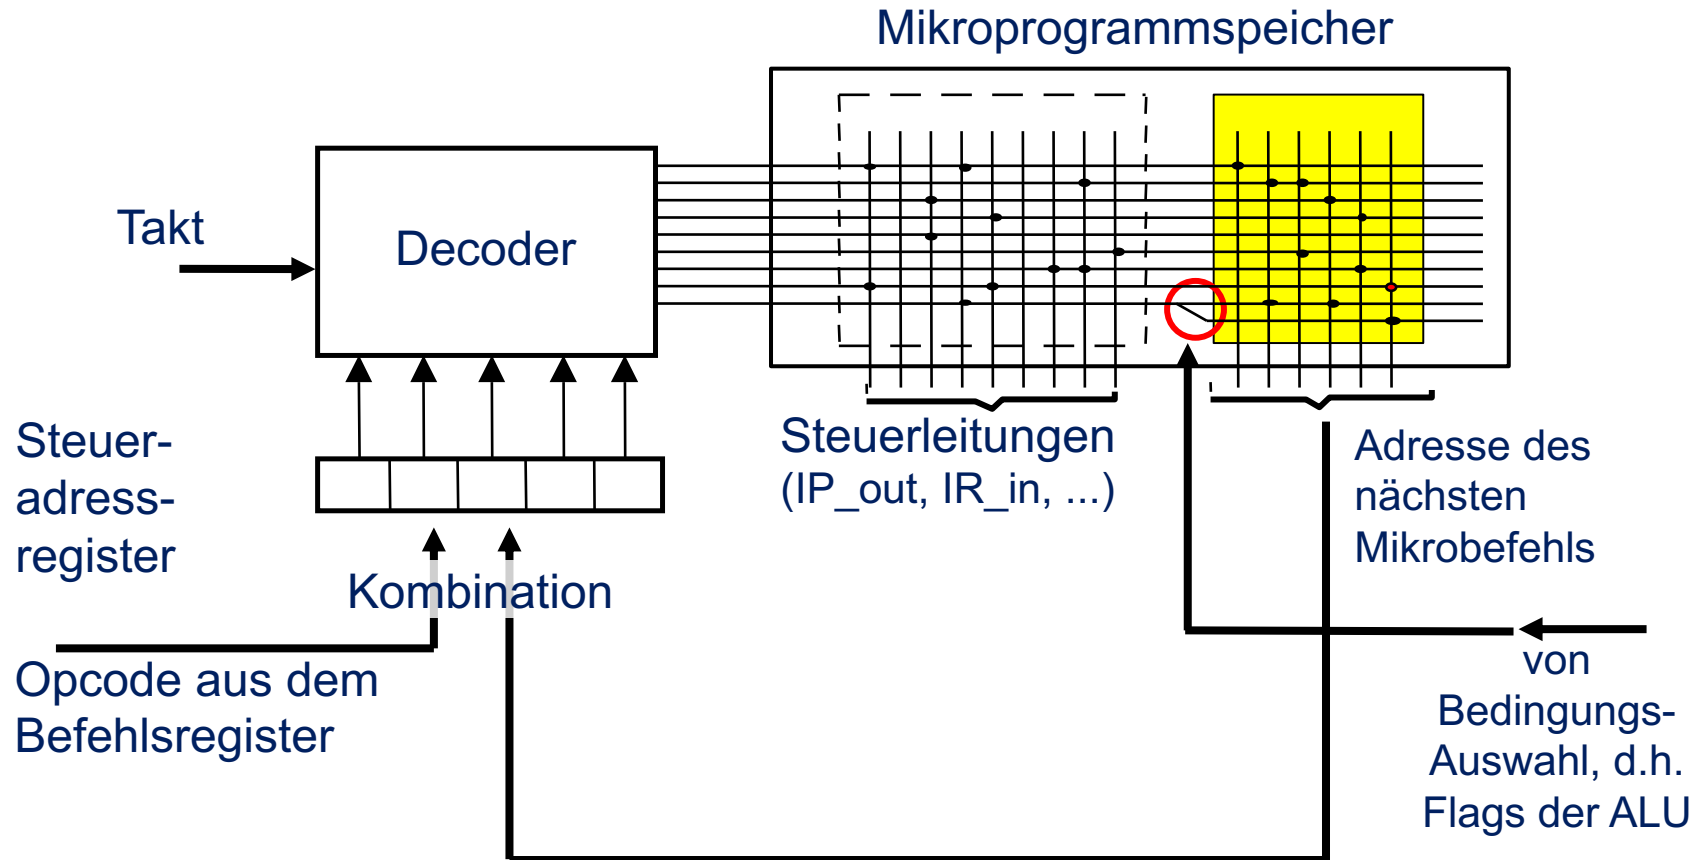 Mikroprogrammspeicher
Takt
Decoder
Steuer-
adress-
register
Steuerleitungen
(IP_out, IR_in, ...)
Adresse des
nächsten
Mikrobefehls
Kombination
Opcode aus dem
Befehlsregister
von
Bedingungs-
Auswahl, d.h.
Flags der ALU